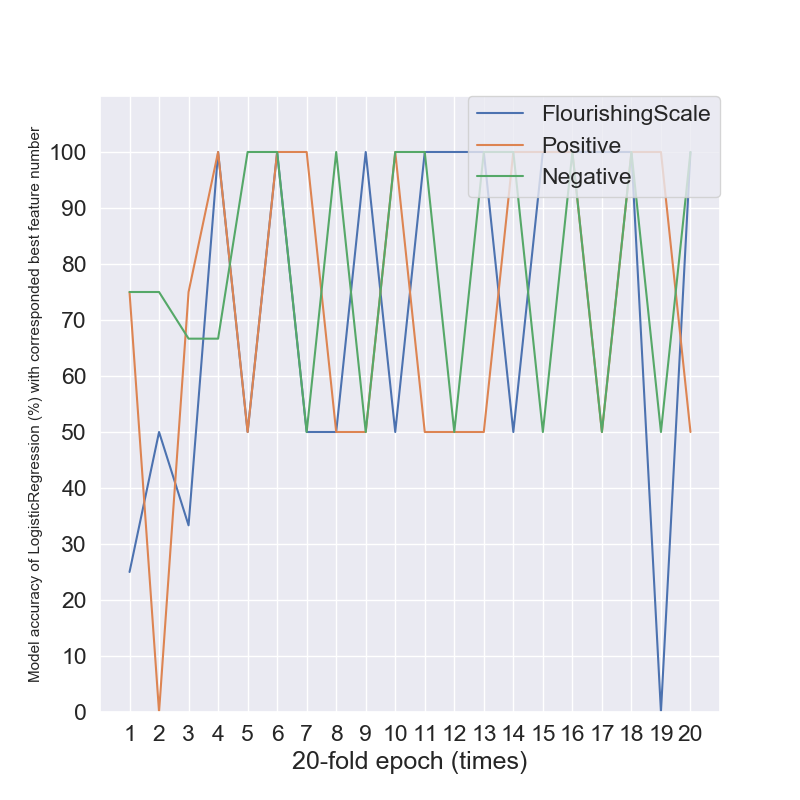 FlourishingScale
Positive
Negative
Model accuracy of LogisticRegression (%) with corresponded best feature number
100
90
80
70
60
50
40
30
20
10
0
1 2 3 4 5 6 7 8 9 10 11 12 13 14 15 16 17 18 19 20
20-fold epoch (times)